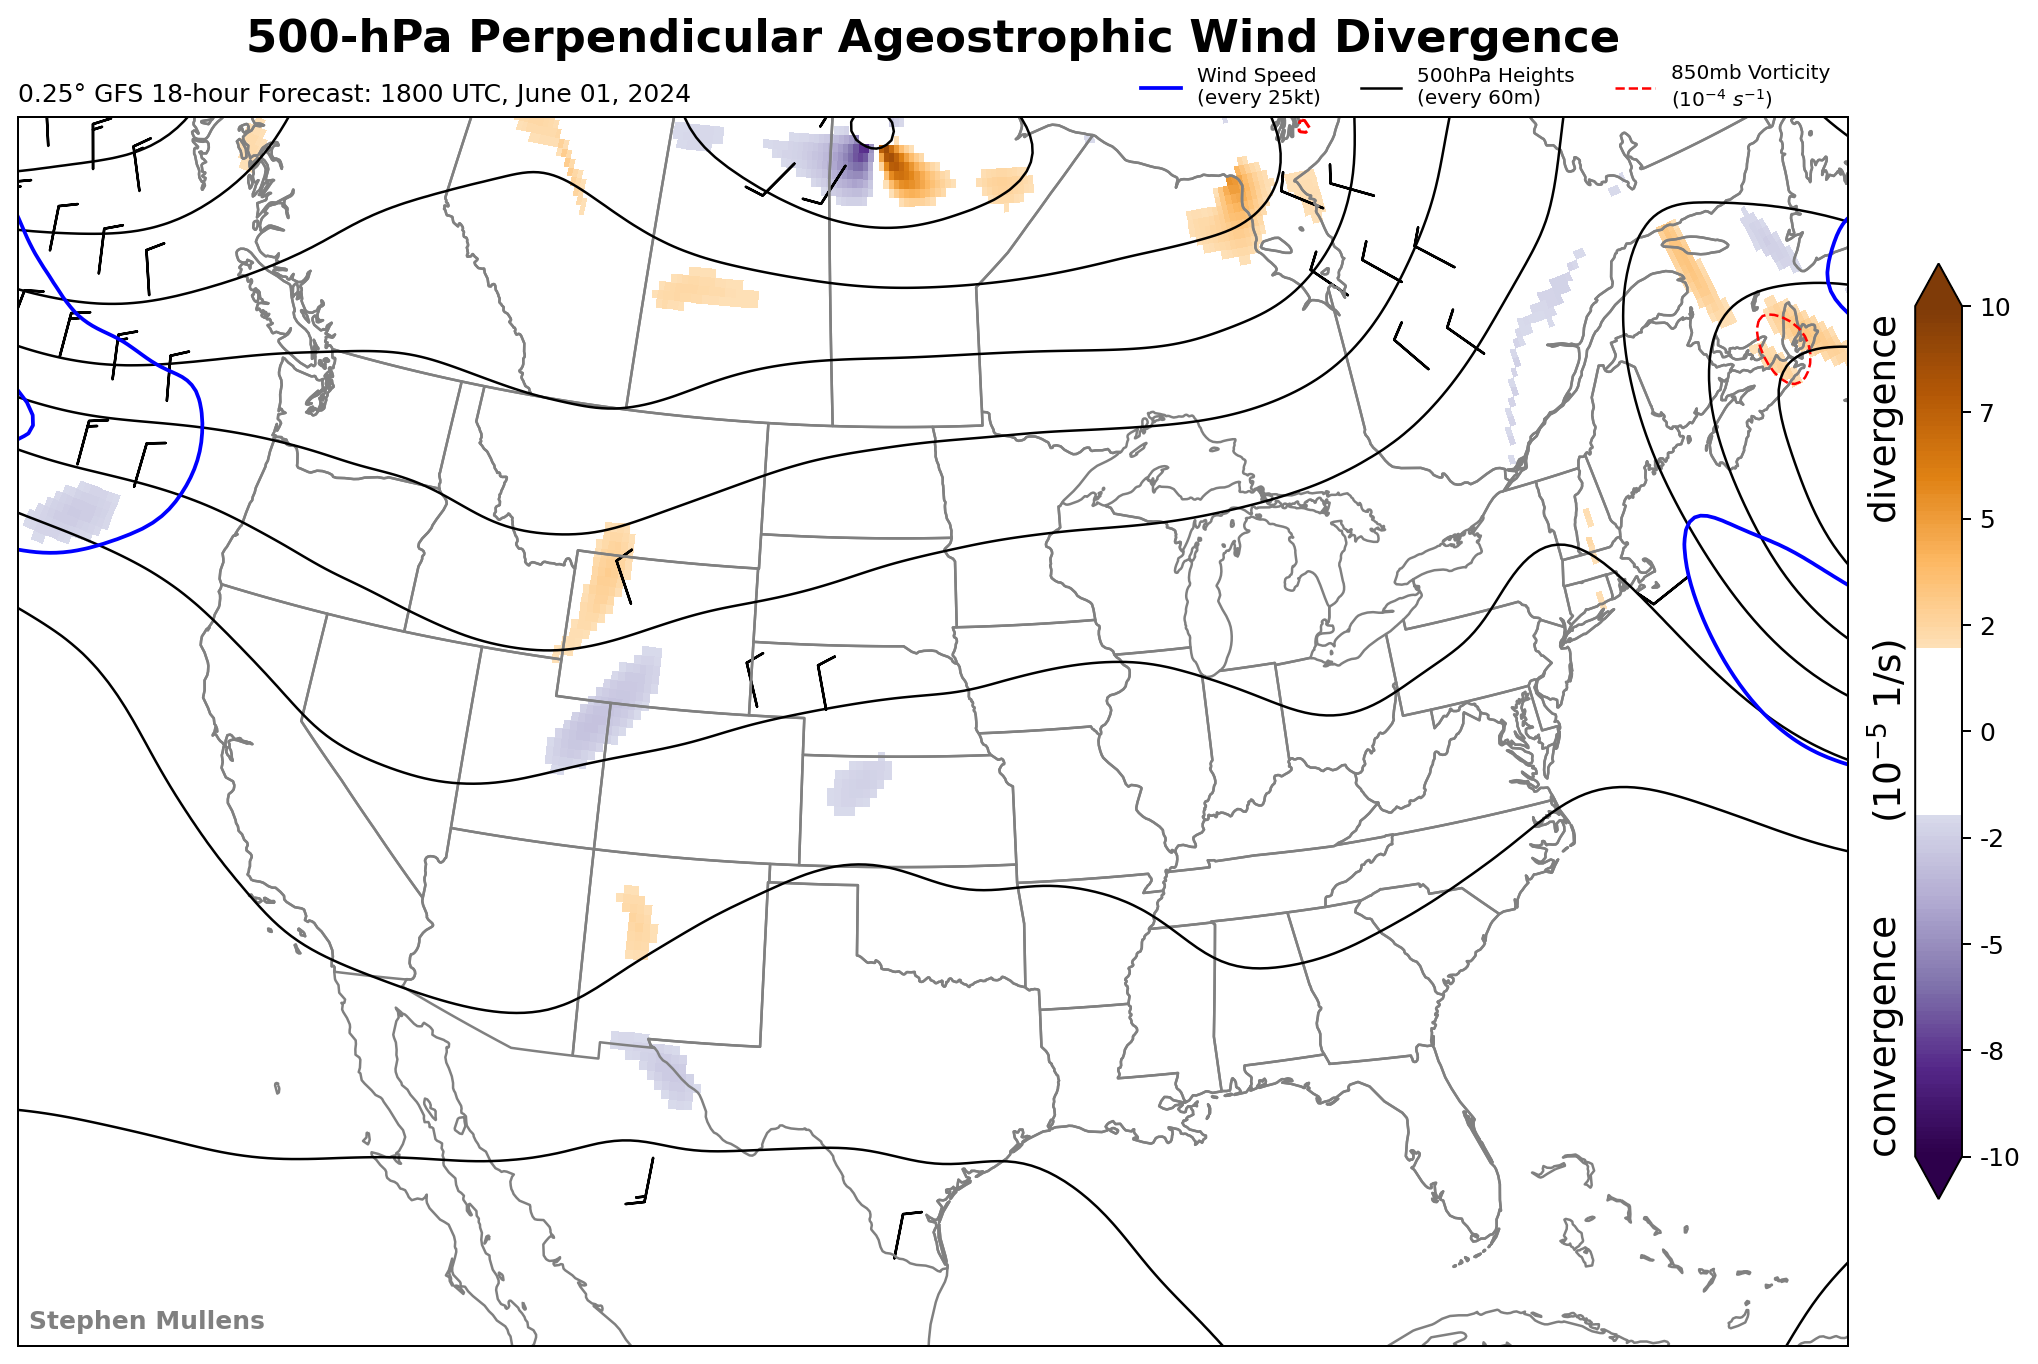 500-hPa Perpendicular Ageostrophic Wind Divergence
0.25° GFS 18-hour Forecast: 1800 UTC, June 01, 2024
Wind Speed
(every 25kt)
500hPa Heights
(every 60m)
850mb Vorticity
(10⁻⁴ s⁻¹)
10
7
5
2
0
-2
-5
-8
-10
convergence (10⁻⁵ 1/s) divergence
Stephen Mullens